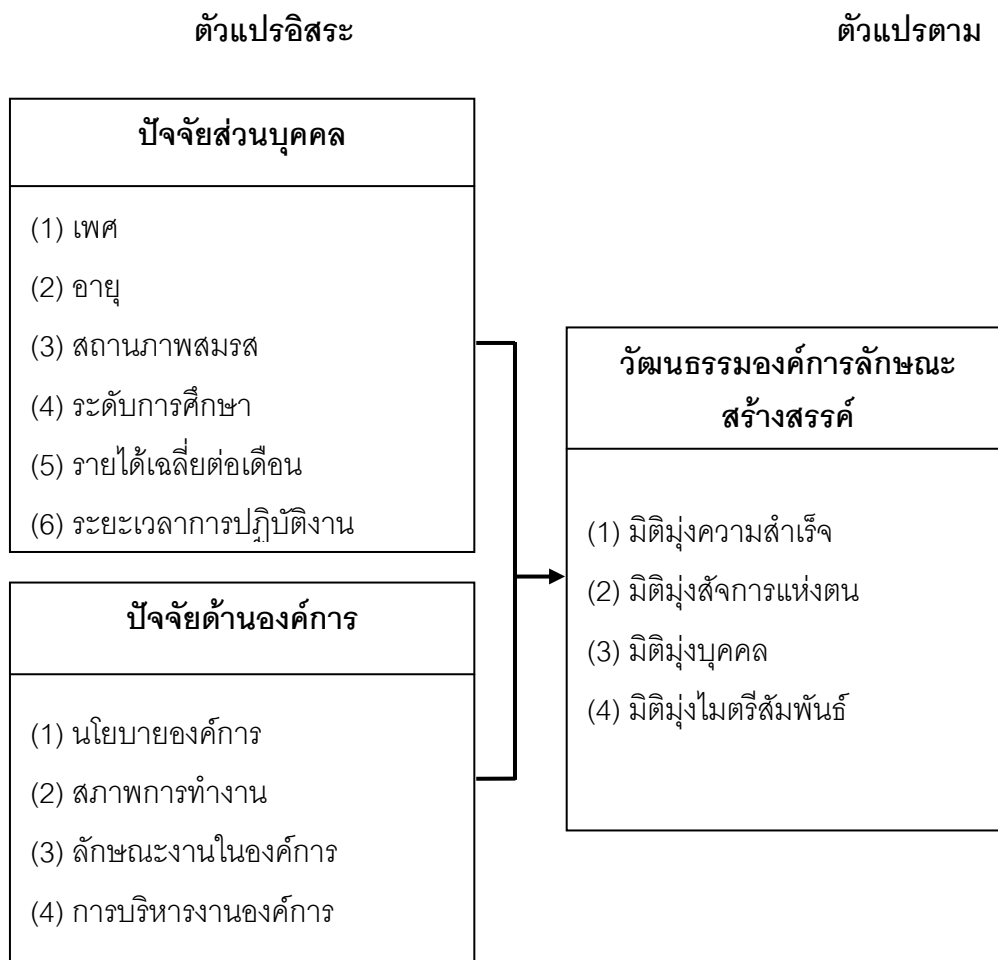 ตัวแปรอิสระ
ตัวแปรตาม
ปัจจัยส่วนบุคคล
(1) เพศ
(2) อายุ
(3) สถานภาพสมรส
(4) ระดับการศึกษา
(5) รายได้เฉลี่ยต่อเดือน
(6) ระยะเวลาการปฏิบัติงาน
ปัจจัยด้านองค์การ
(1) นโยบายองค์การ
(2) สภาพการทำงาน
(3) ลักษณะงานในองค์การ
(4) การบริหารงานองค์การ
วัฒนธรรมองค์การลักษณะ
สร้างสรรค์
(1) มิติมุ่งความสำเร็จ
(2) มิติมุ่งสัจการแห่งตน
(3) มิติมุ่งบุคคล
(4) มิติมุ่งไมตรีสัมพันธ์